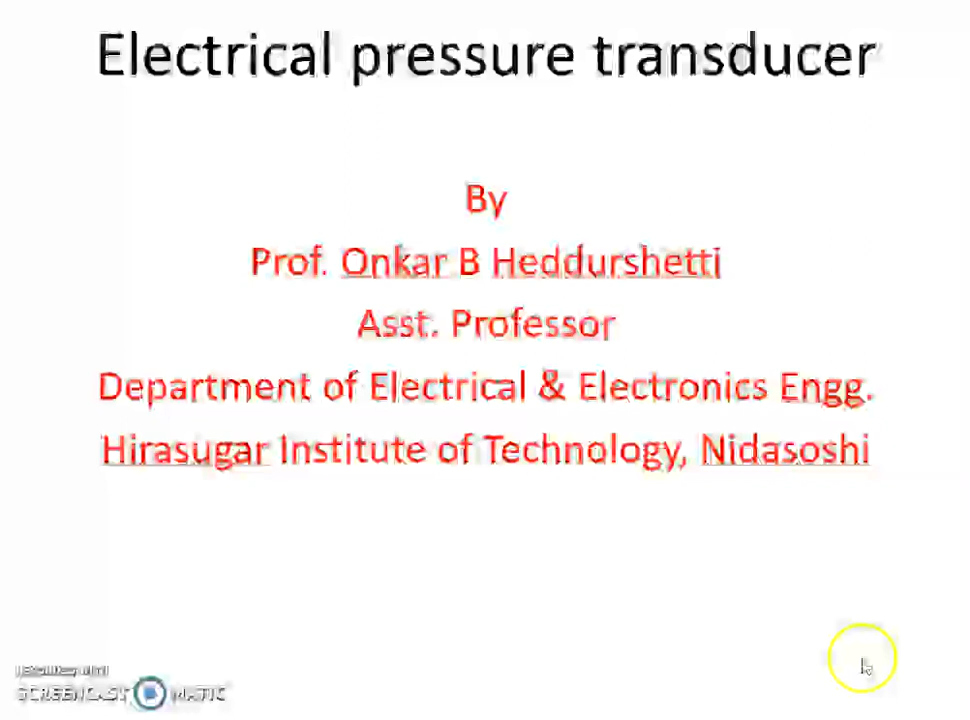 Electrical pressure transducer
By
Prof. Onkar B Heddurshetti
Asst. Professor
Department of Electrical & Electronics Engg.
Hirasugar Institute of Technology, Nidasoshi
SCREENCAST MATIC